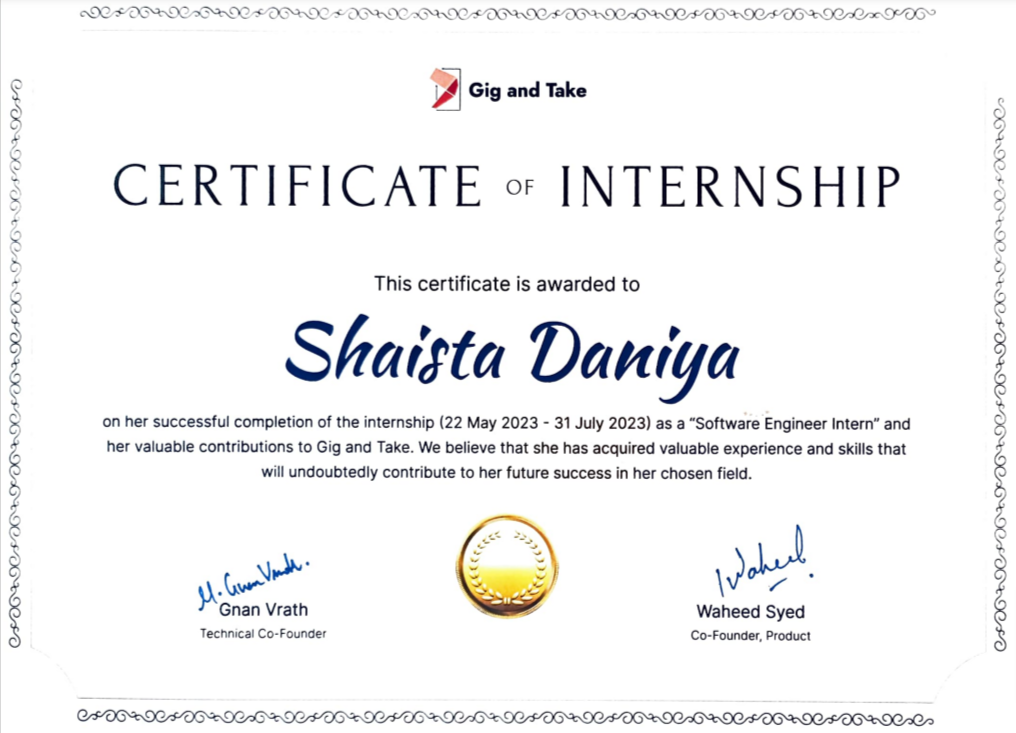 Gig and Take
CERTIFICATE OF INTERNSHIP
This certificate is awarded to
Shaista Daniya
on her successful completion of the internship (22 May 2023 - 31 July 2023) as a “Software Engineer Intern” and
her valuable contributions to Gig and Take. We believe that she has acquired valuable experience and skills that
will undoubtedly contribute to her future success in her chosen field.
M. Gnan Vrath.
Gnan Vrath
Technical Co-Founder
Waheed
Waheed Syed
Co-Founder, Product